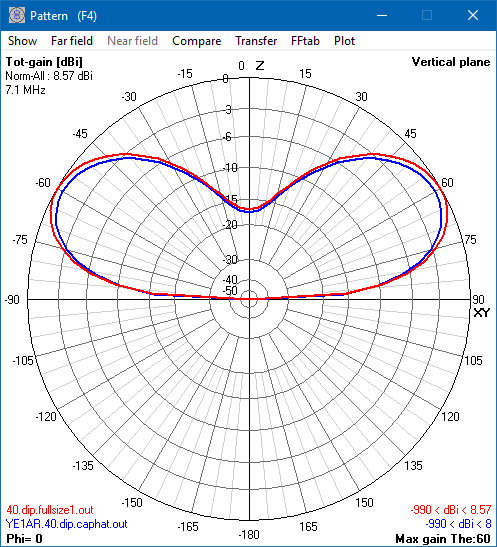 Pattern (F4)
Show Far field Near field Compare Transfer FFtab Plot
Tot-gain [dBi]
Vertical plane
Norm-All : 8.57 dBi
7.1 MHz
0 Z
-15 15
-30 30
-45 45
-60 60
-75 75
-90 90
XY
-105 105
-120 120
-135 135
-150 150
-165 165
-180
0
-3
-6
-10
-15
-20
-30
-40
-50
40.dip.fullsize1.out
-990 < dBi < 8.57
YE1AR.40.dip.caphat.out
-990 < dBi < 8
Phi= 0
Max gain The:60